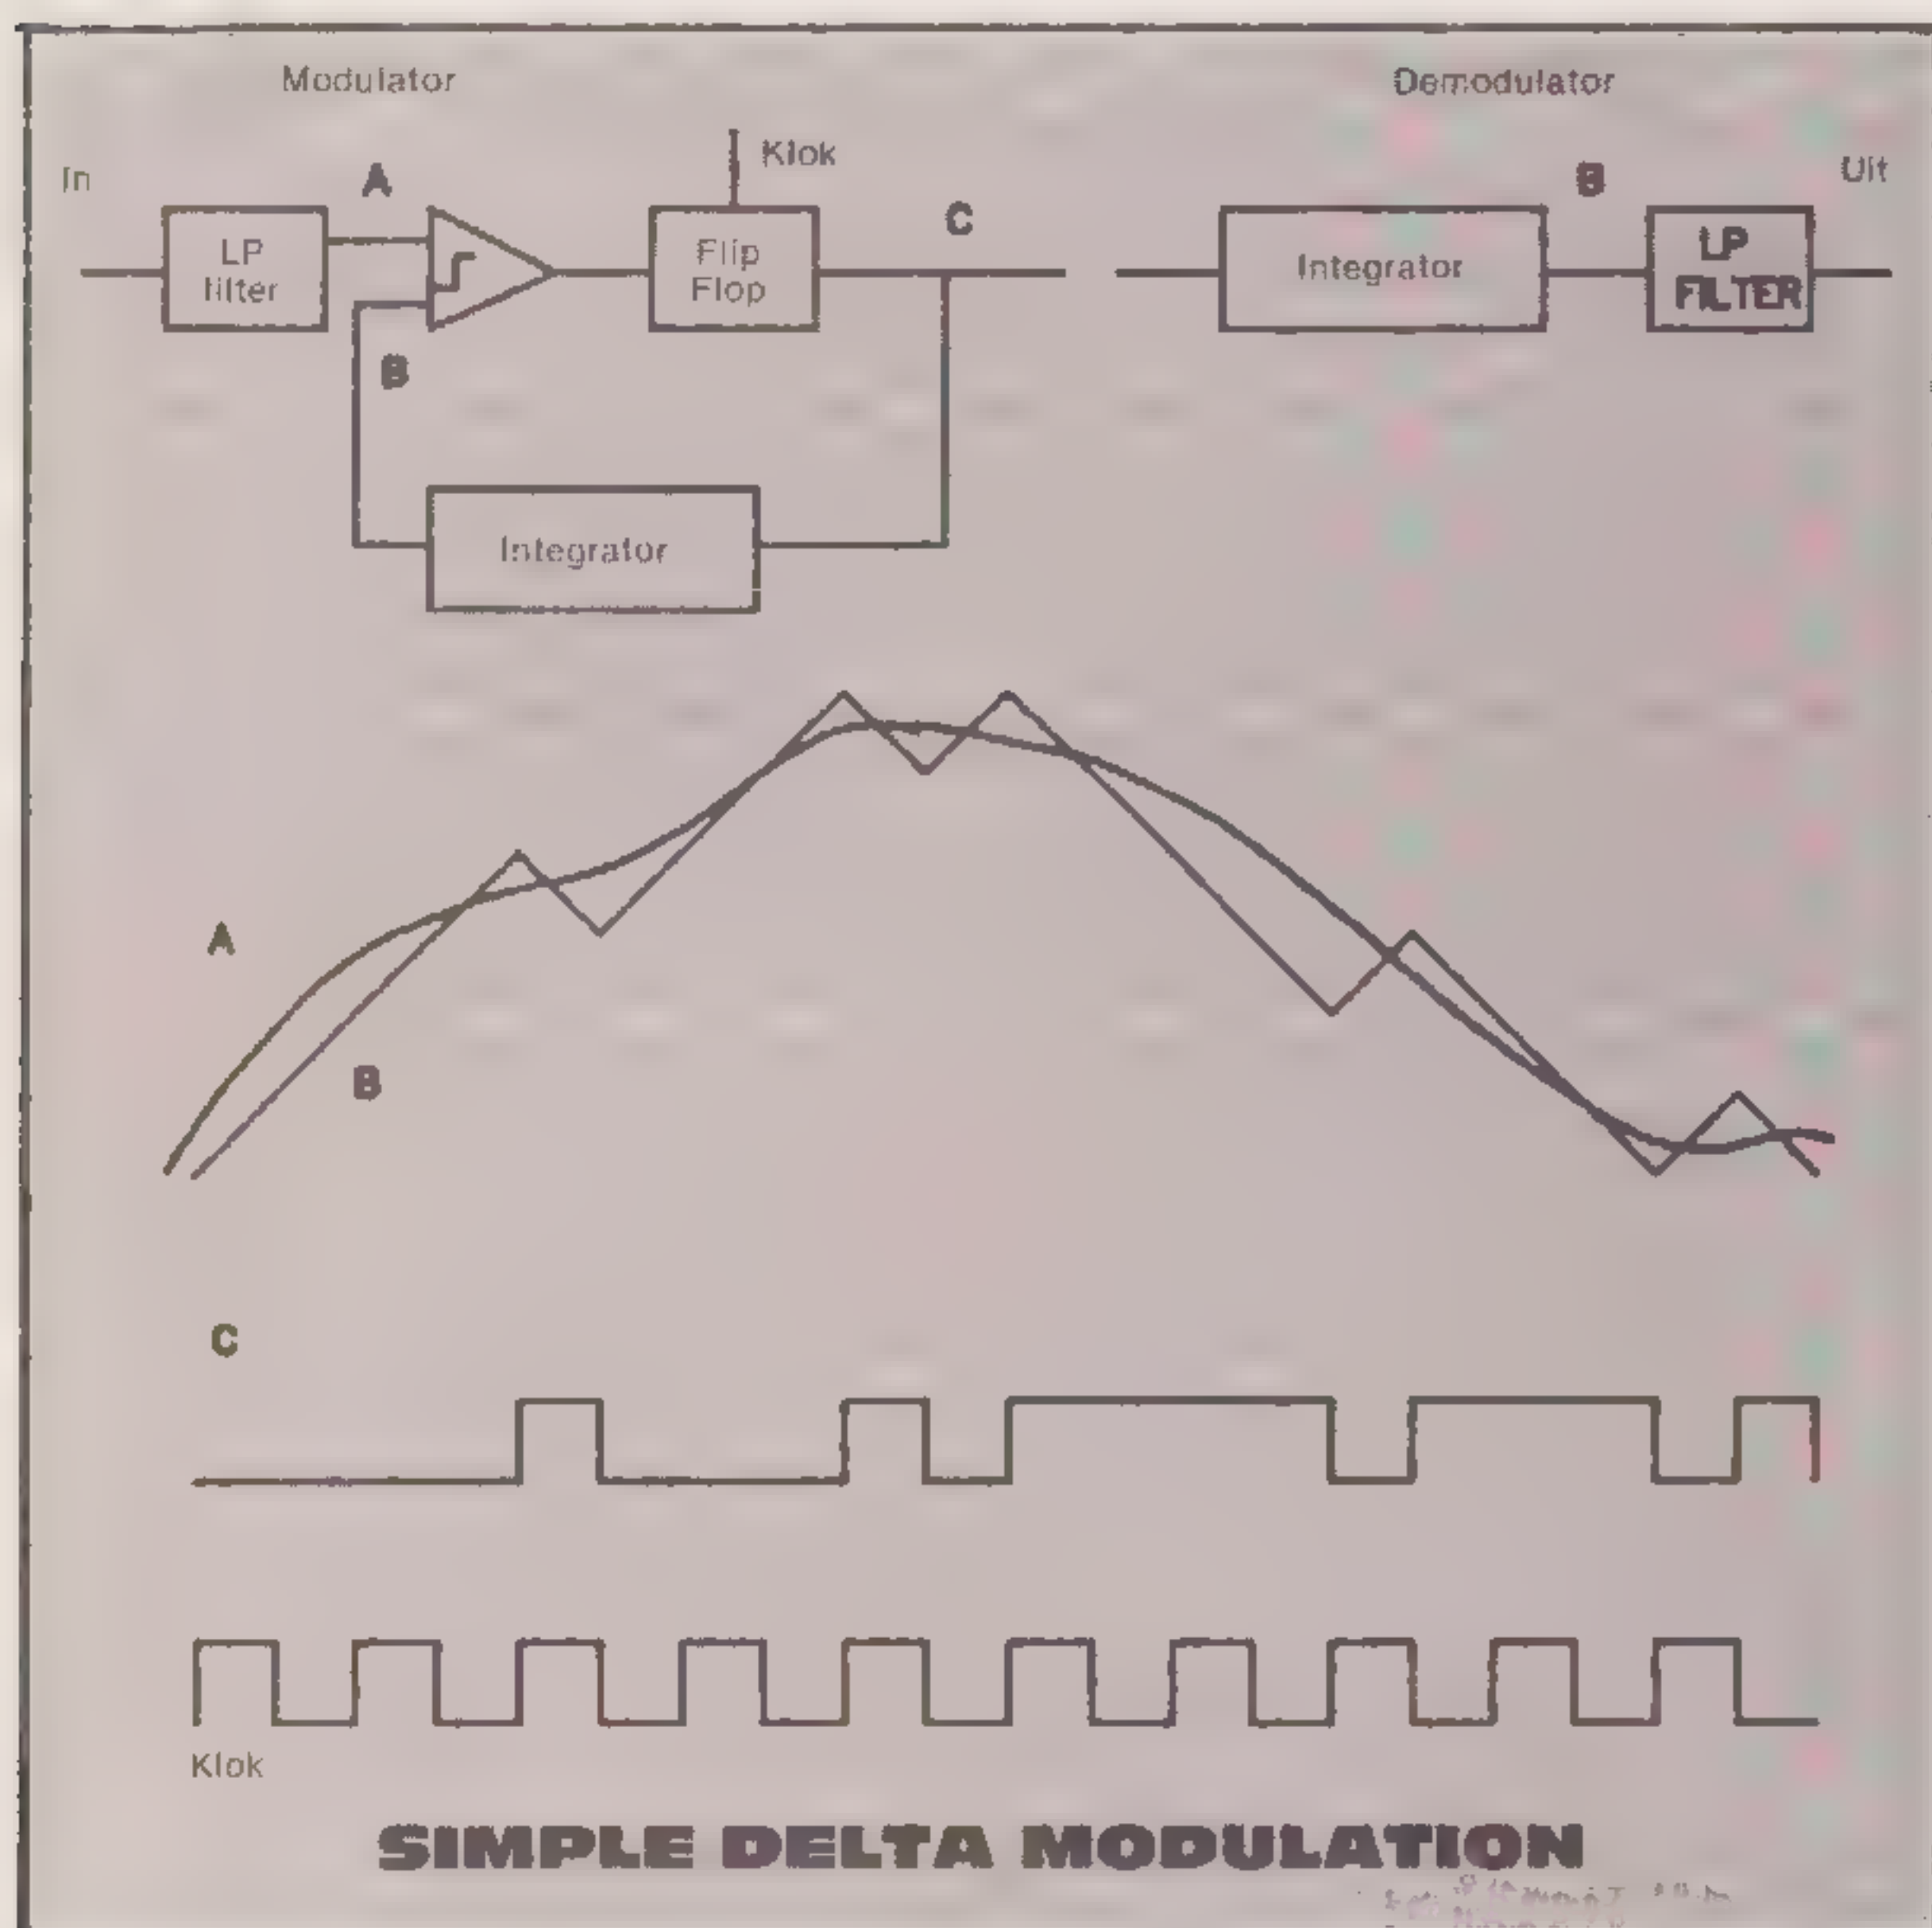 Modulator
Demodulator
In
A
Klok
C
B
Uit
LP
filter
Flip
Flop
Integrator
LP
FILTER
B
Integrator
A
B
C
Klok
SIMPLE DELTA MODULATION